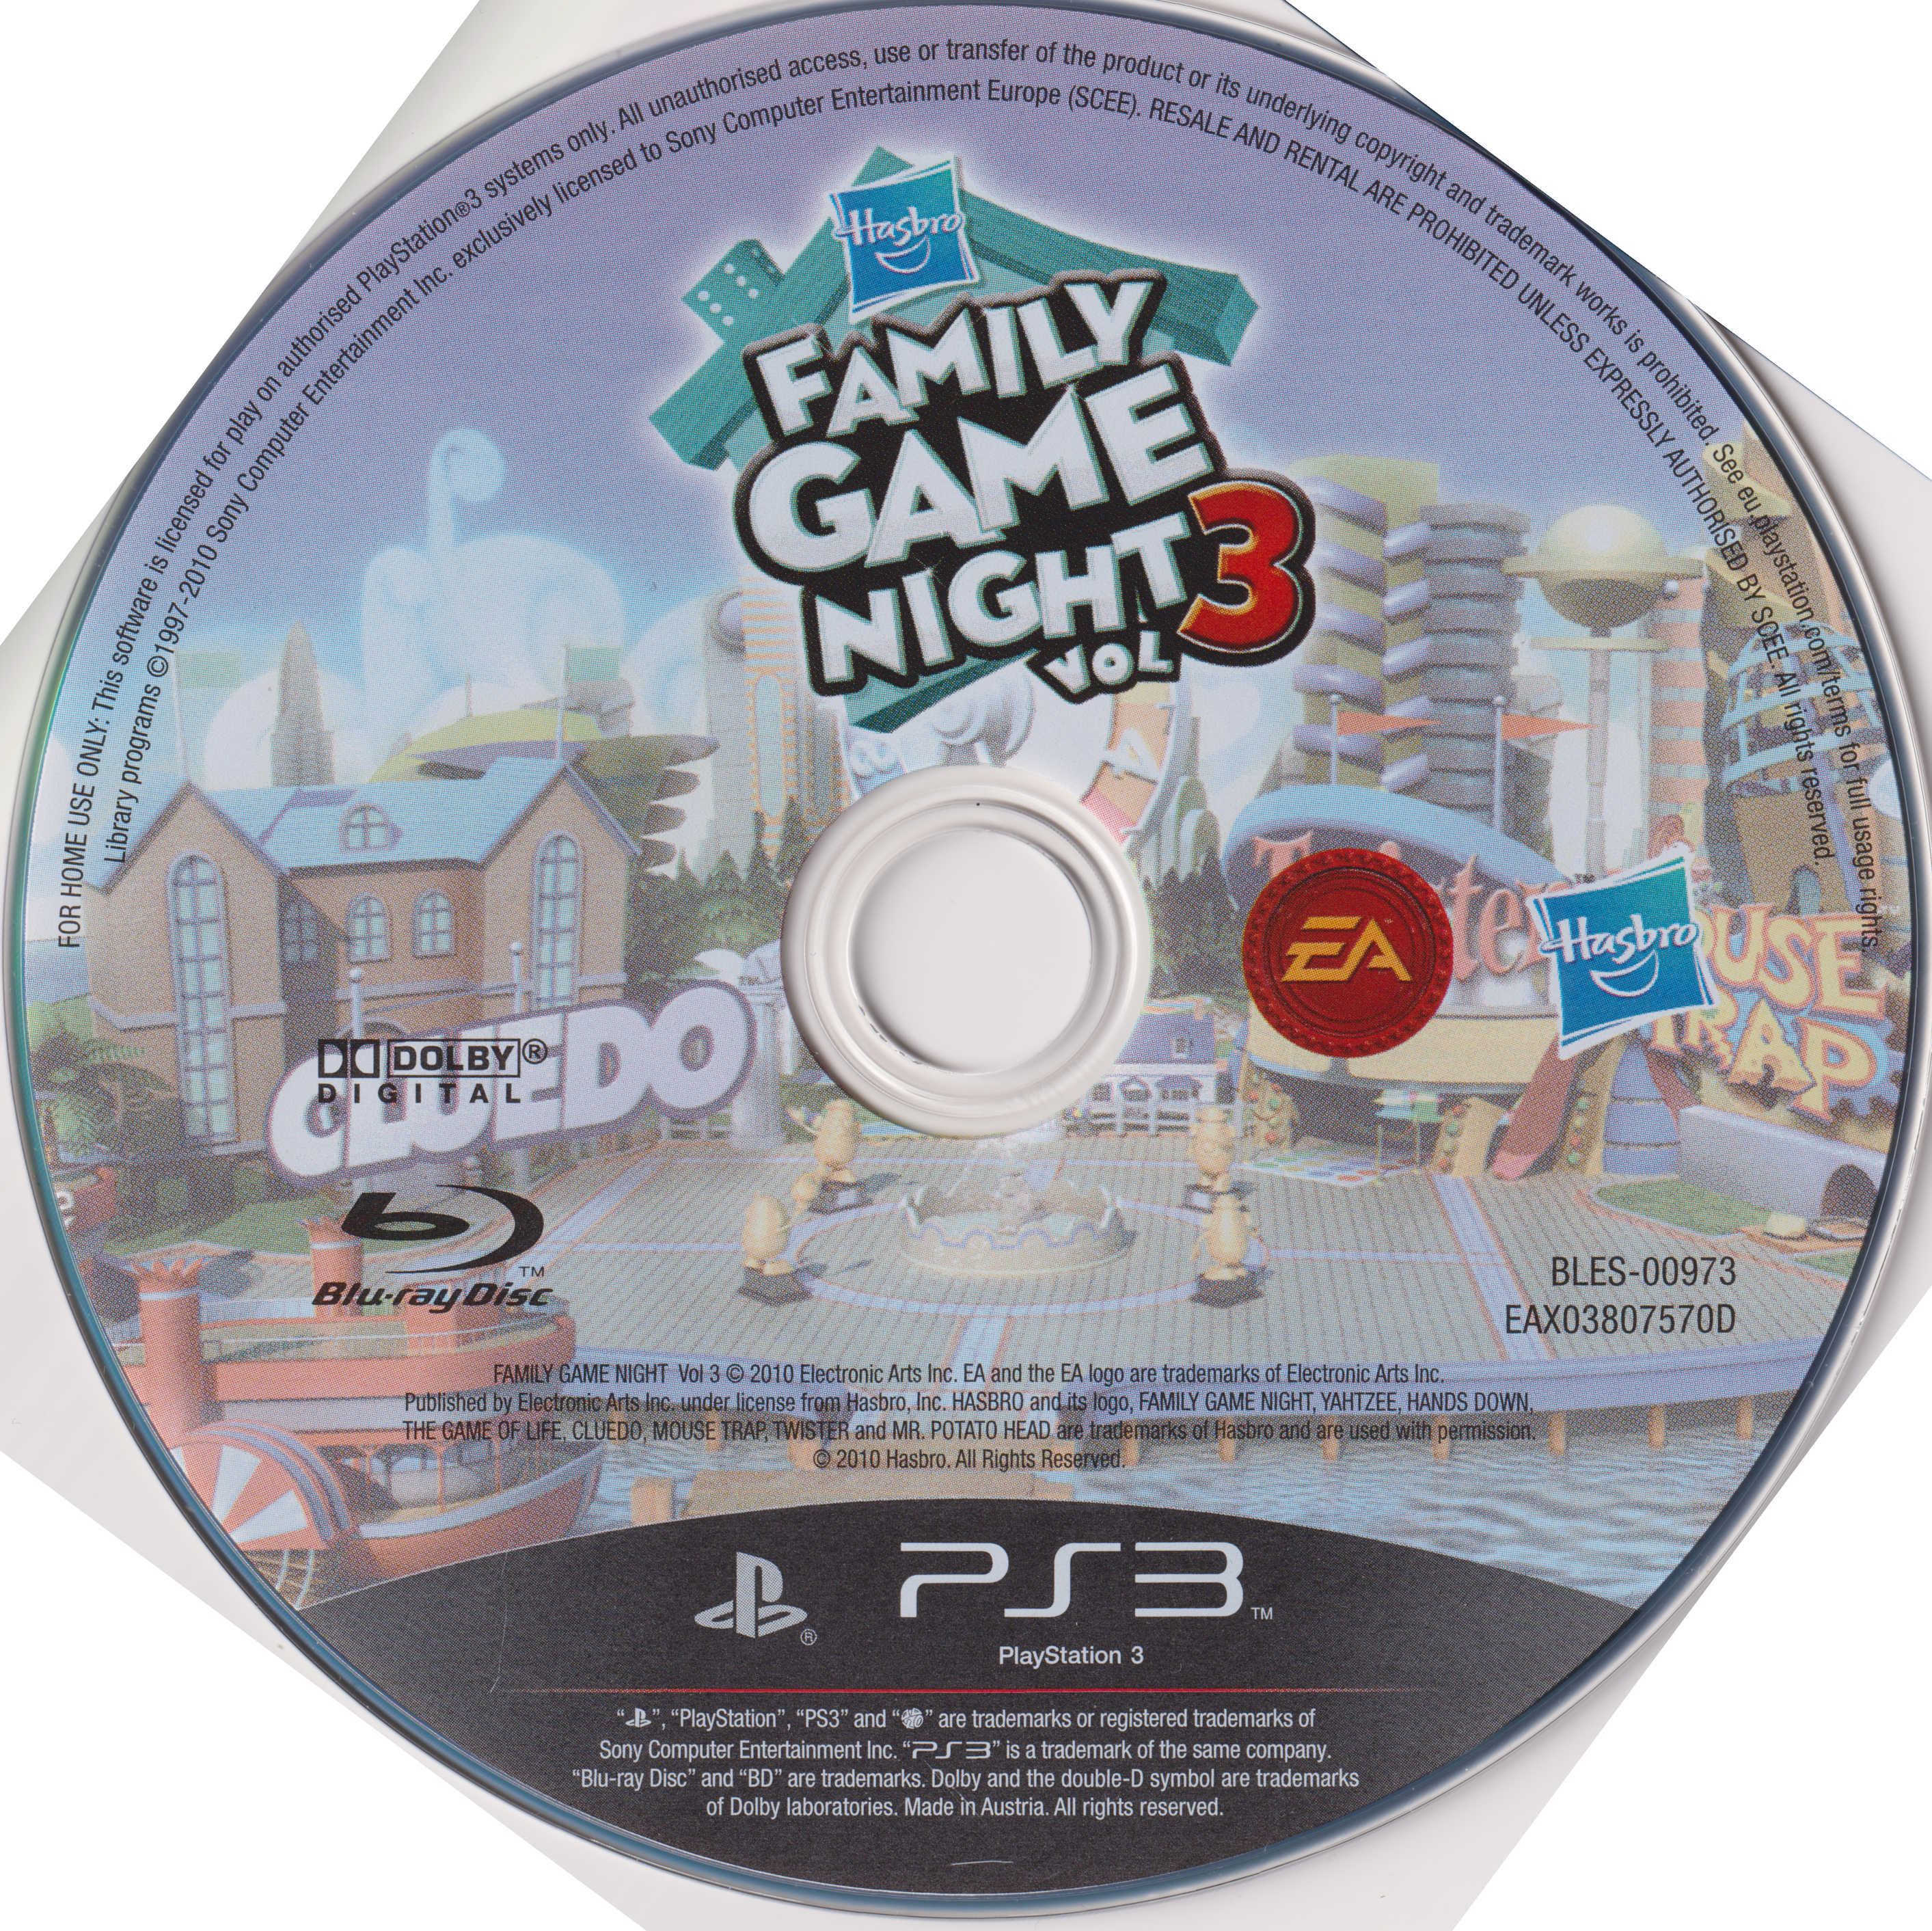 FOR HOME USE ONLY: This software is licensed for play on authorised PlayStation®3 systems only. All unauthorised access, use or transfer of the product or its underlying copyright and trademark works is prohibited. See eu.playstation.com/terms for full usage rights.
Library programs ©1997-2010 Sony Computer Entertainment Inc. exclusively licensed to Sony Computer Entertainment Europe (SCEE). RESALE AND RENTAL ARE PROHIBITED UNLESS EXPRESSLY AUTHORISED BY SCEE. All rights reserved.
Hasbro
FAMILY
GAME
NIGHT 3
VOL
Twister
EA
Hasbro
MOUSE
TRAP
CLUEDO
DOLBY®
DIGITAL
Blu-ray Disc™
BLES-00973
EAX03807570D
FAMILY GAME NIGHT Vol 3 © 2010 Electronic Arts Inc. EA and the EA logo are trademarks of Electronic Arts Inc.
Published by Electronic Arts Inc. under license from Hasbro, Inc. HASBRO and its logo, FAMILY GAME NIGHT, YAHTZEE, HANDS DOWN,
THE GAME OF LIFE, CLUEDO, MOUSE TRAP, TWISTER and MR. POTATO HEAD are trademarks of Hasbro and are used with permission.
© 2010 Hasbro. All Rights Reserved.
® PS3™
PlayStation 3
“ ”, “PlayStation”, “PS3” and “ ” are trademarks or registered trademarks of
Sony Computer Entertainment Inc. “PS3” is a trademark of the same company.
“Blu-ray Disc” and “BD” are trademarks. Dolby and the double-D symbol are trademarks
of Dolby laboratories. Made in Austria. All rights reserved.